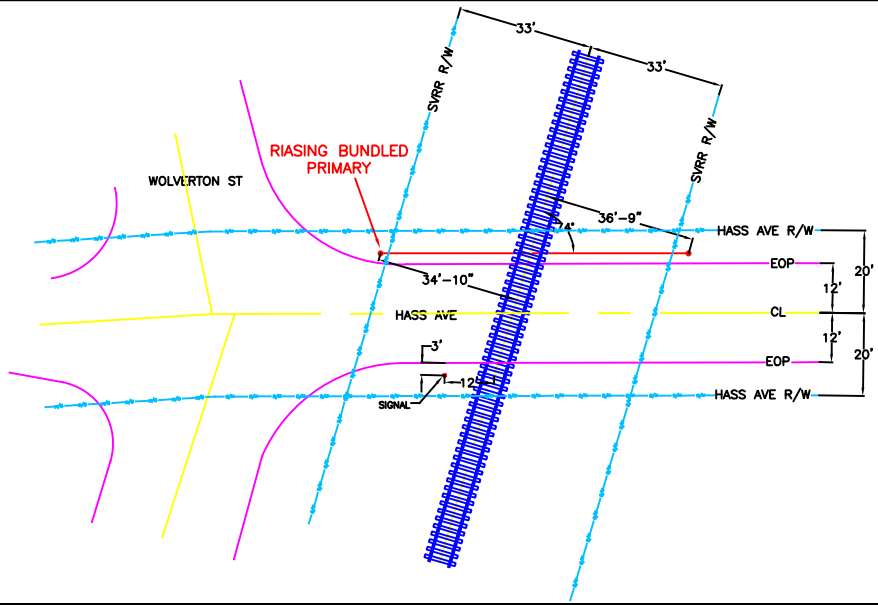 33'
33'
SVRR R/W
SVRR R/W
RIASING BUNDLED
PRIMARY
WOLVERTON ST
36'-9"
HASS AVE R/W
EOP
20'
34'-10"
12'
HASS AVE
CL
3'
12'
EOP
20'
12'
SIGNAL
HASS AVE R/W